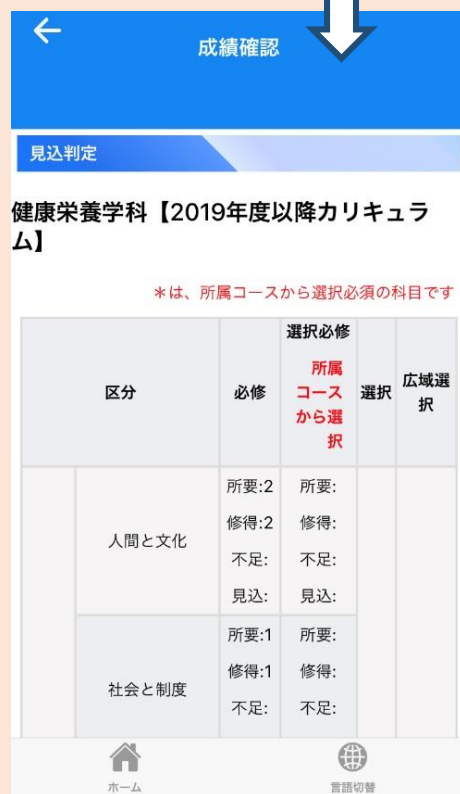 成績確認
見込判定
健康栄養学科【2019年度以降カリキュラ
ム】
*は、所属コースから選択必須の科目です
区分
必修
選択必修
所属
コース
から選
択
選択
広域選
択
人間と文化
所要:2
修得:2
不足:
見込:
所要:
修得:
不足:
見込:
社会と制度
所要:1
修得:1
不足:
所要:
修得:
不足:
ホーム
言語切替